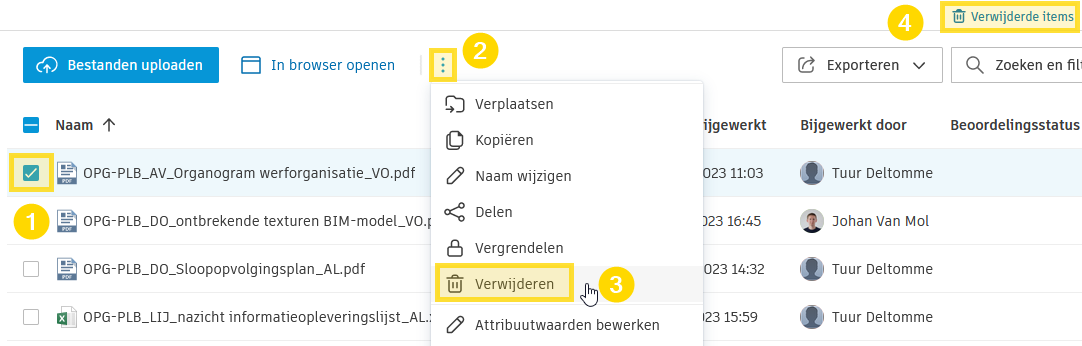 4 Verwijderde items
Bestanden uploaden In browser openen 2 Exporteren Zoeken en filt
Verplaatsen
Naam ijgewerkt Bijgewerkt door Beoordelingsstatus
Kopiëren
OPG-PLB_AV_Organogram werforganisatie_VO.pdf 023 11:03 Tuur Deltomme
Naam wijzigen
Delen
1 OPG-PLB_DO_ontbrekende texturen BIM-model_VO.p 023 16:45 Johan Van Mol
Vergrendelen
OPG-PLB_DO_Sloopopvolgingsplan_AL.pdf 023 14:32 Tuur Deltomme
Verwijderen 3
OPG-PLB_LIJ_nazicht informatieopleveringslijst_AL.x 023 15:59 Tuur Deltomme
Attribuutwaarden bewerken